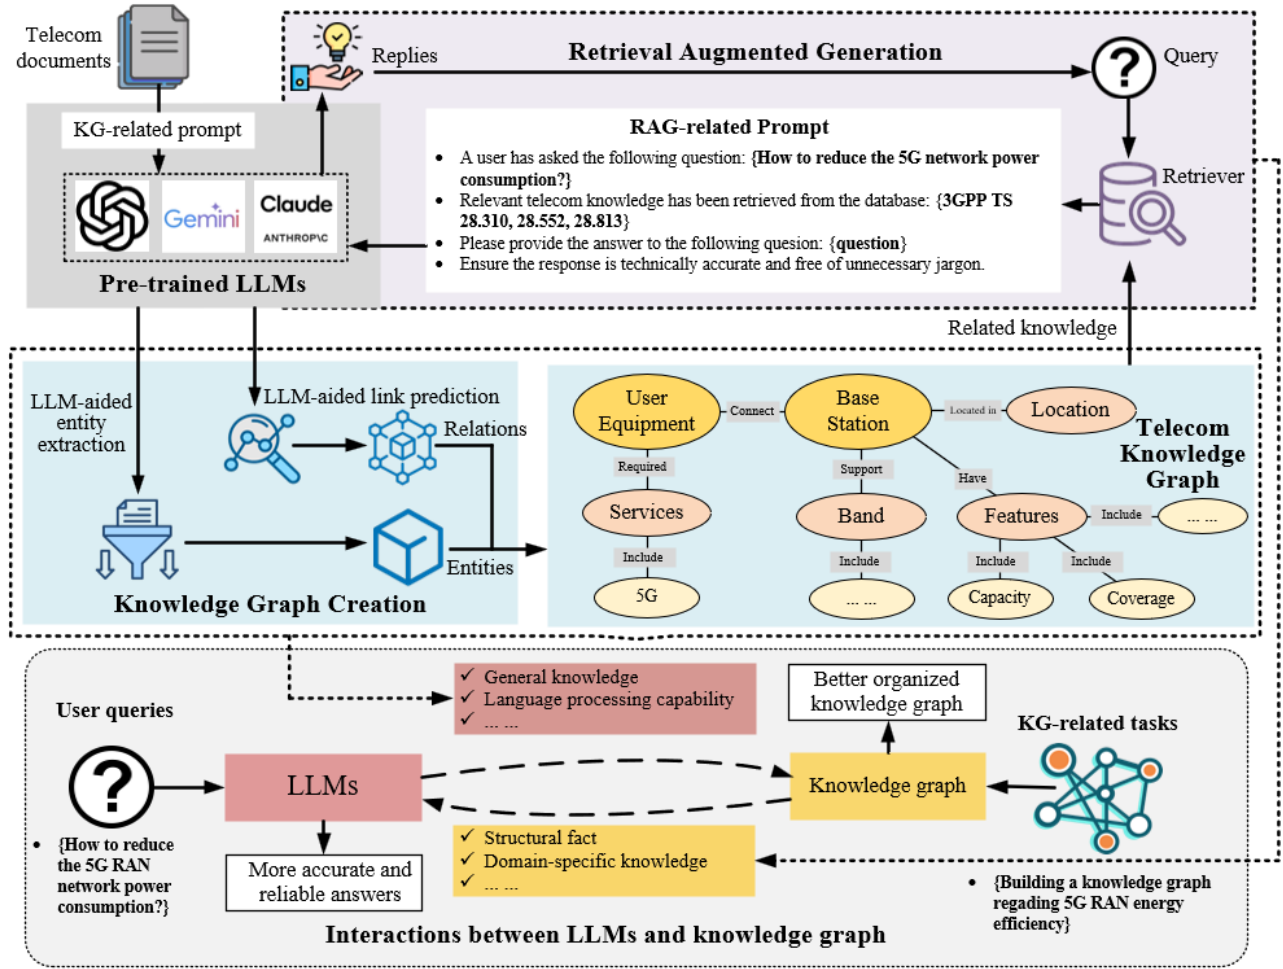 Telecom
documents
Replies
Retrieval Augmented Generation
Query
KG-related prompt
Gemini
Claude
ANTHROP\C
Pre-trained LLMs
RAG-related Prompt
• A user has asked the following question: {How to reduce the 5G network power
consumption?}
• Relevant telecom knowledge has been retrieved from the database: {3GPP TS
28.310, 28.552, 28.813}
• Please provide the answer to the following quesion: {question}
• Ensure the response is technically accurate and free of unnecessary jargon.
Retriever
Related knowledge
LLM-aided
entity
extraction
LLM-aided link prediction
Relations
Entities
Knowledge Graph Creation
User
Equipment
Connect
Base
Station
Located in
Location
Telecom
Knowledge
Graph
Required
Support
Have
Services
Band
Features
Include
... ...
Include
Include
Include
Include
5G
... ...
Capacity
Coverage
✓ General knowledge
✓ Language processing capability
✓ ... ...
Better organized
knowledge graph
User queries
KG-related tasks
LLMs
Knowledge graph
✓ Structural fact
✓ Domain-specific knowledge
✓ ... ...
• {How to reduce
the 5G RAN
network power
consumption?}
More accurate and
reliable answers
• {Building a knowledge graph
regading 5G RAN energy
efficiency}
Interactions between LLMs and knowledge graph